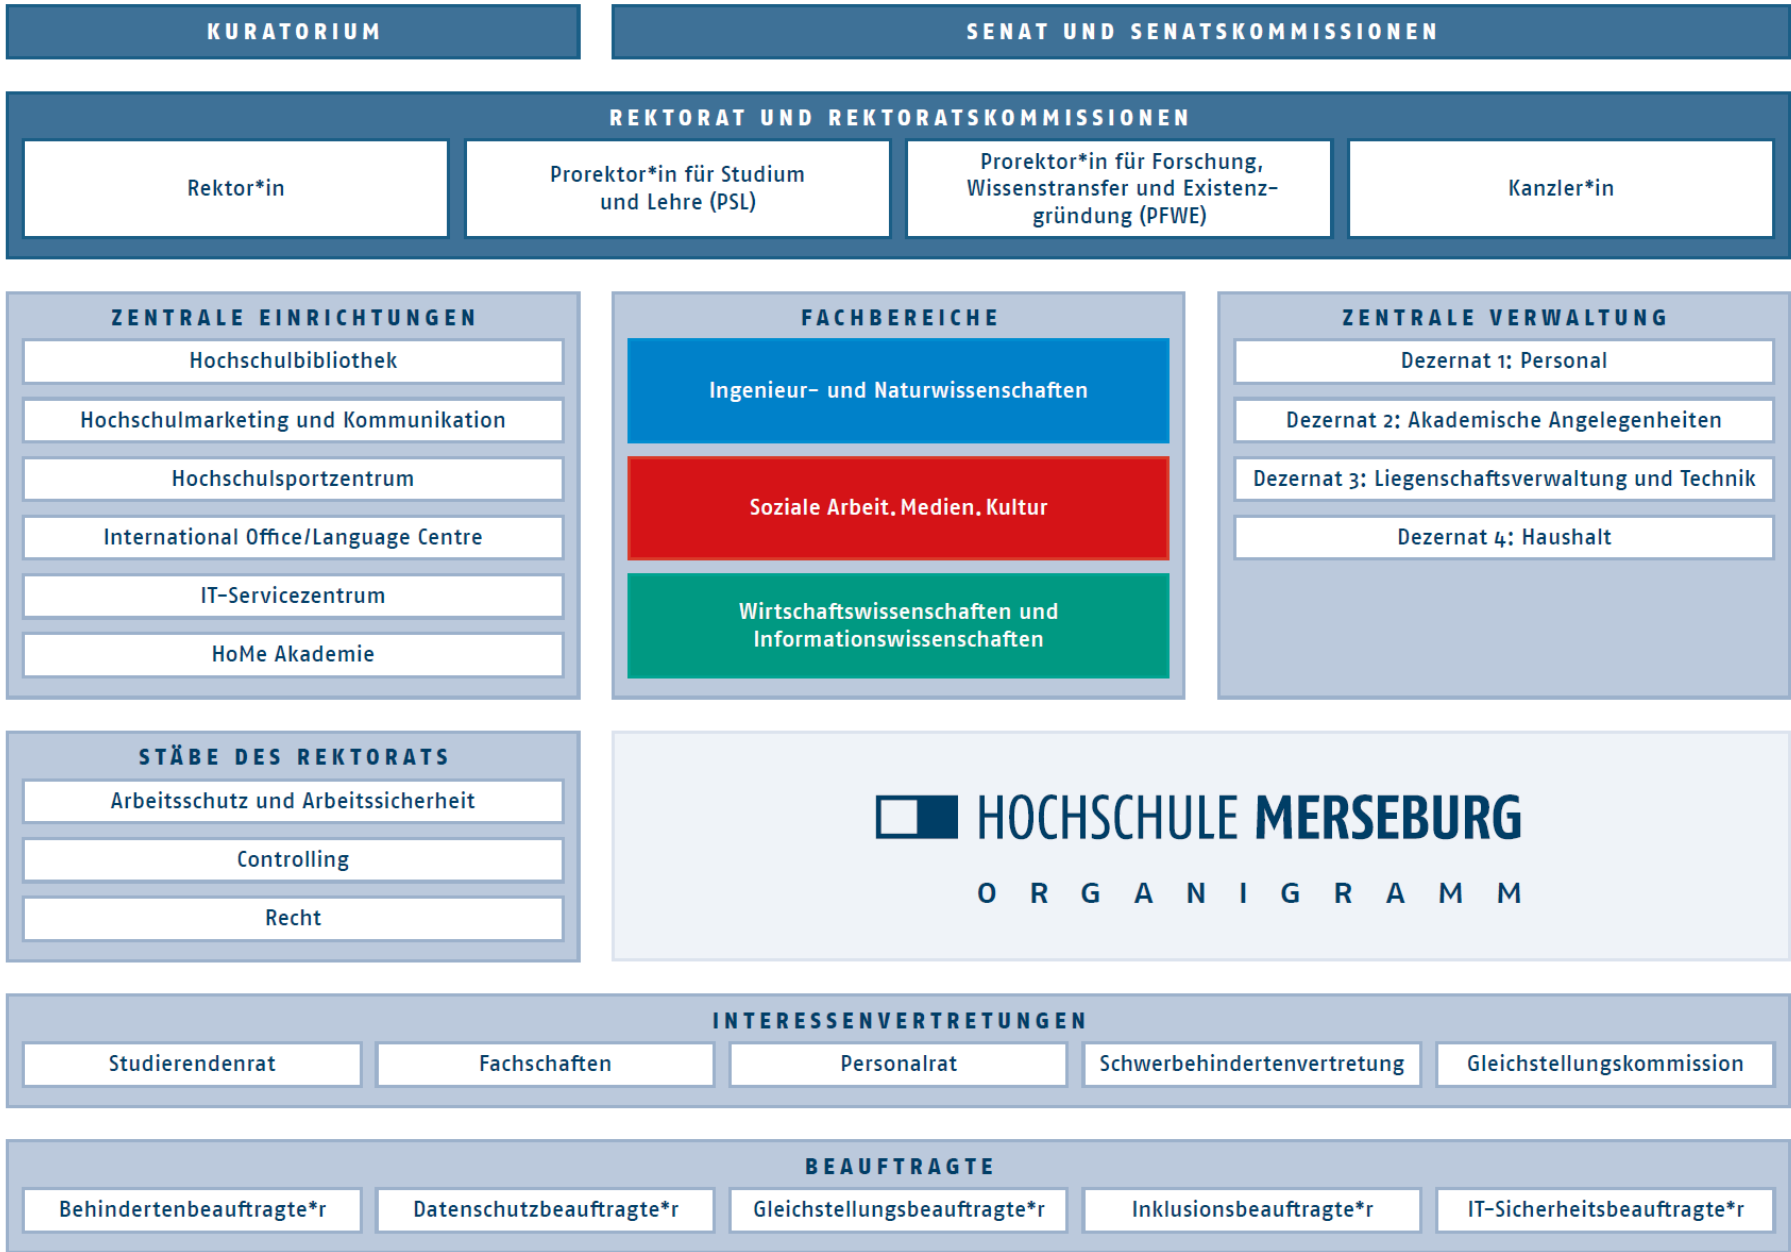 KURATORIUM
SENAT UND SENATSKOMMISSIONEN
REKTORAT UND REKTORATSKOMMISSIONEN
Rektor*in
Prorektor*in für Studium
und Lehre (PSL)
Prorektor*in für Forschung,
Wissenstransfer und Existenz-
gründung (PFWE)
Kanzler*in
ZENTRALE EINRICHTUNGEN
Hochschulbibliothek
Hochschulmarketing und Kommunikation
Hochschulsportzentrum
International Office/Language Centre
IT-Servicezentrum
HoMe Akademie
FACHBEREICHE
Ingenieur- und Naturwissenschaften
Soziale Arbeit. Medien. Kultur
Wirtschaftswissenschaften und
Informationswissenschaften
ZENTRALE VERWALTUNG
Dezernat 1: Personal
Dezernat 2: Akademische Angelegenheiten
Dezernat 3: Liegenschaftsverwaltung und Technik
Dezernat 4: Haushalt
STÄBE DES REKTORATS
Arbeitsschutz und Arbeitssicherheit
Controlling
Recht
HOCHSCHULE MERSEBURG
ORGANIGRAMM
INTERESSENVERTRETUNGEN
Studierendenrat
Fachschaften
Personalrat
Schwerbehindertenvertretung
Gleichstellungskommission
BEAUFTRAGTE
Behindertenbeauftragte*r
Datenschutzbeauftragte*r
Gleichstellungsbeauftragte*r
Inklusionsbeauftragte*r
IT-Sicherheitsbeauftragte*r